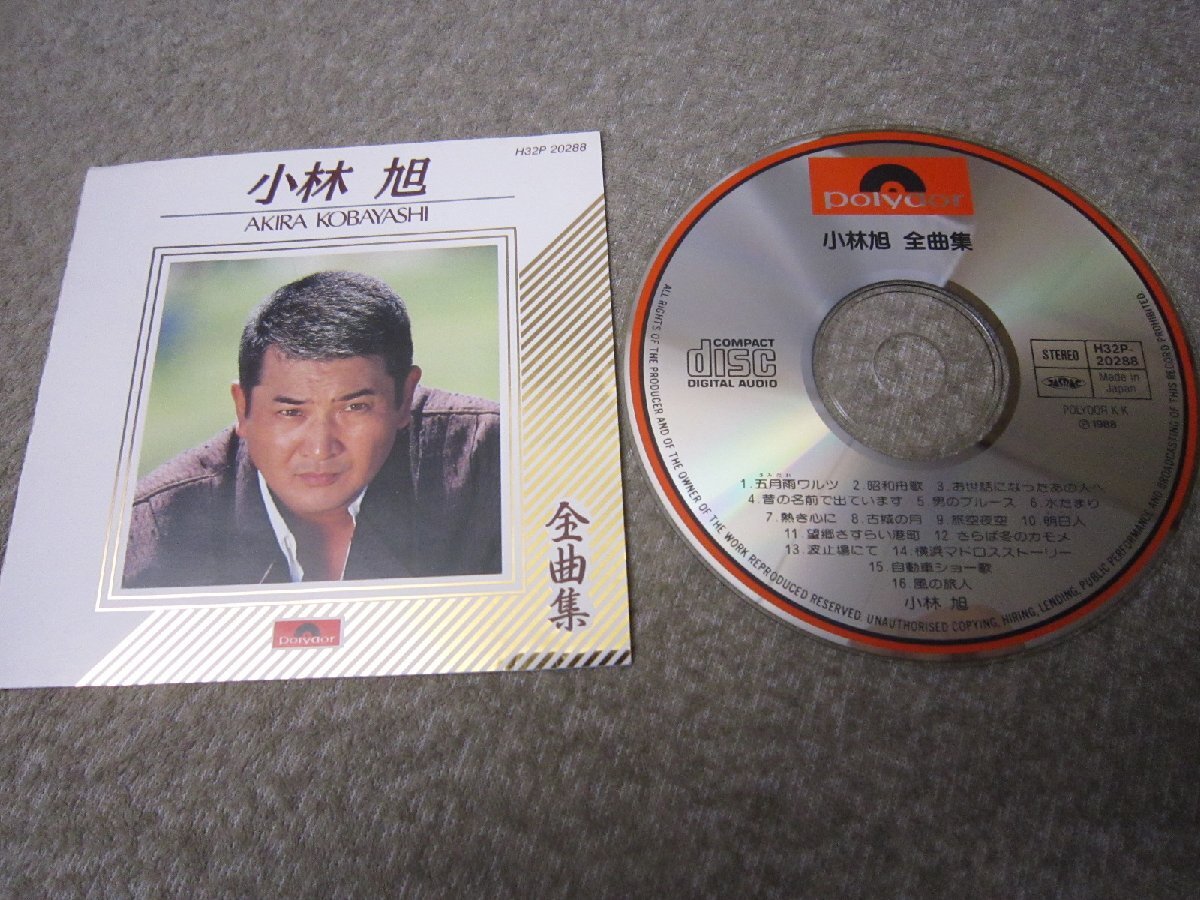 H32P 20288
小林 旭
AKIRA KOBAYASHI
全曲集
Polydor
Polydor
小林旭 全曲集
COMPACT
disc
DIGITAL AUDIO
STEREO
H32P-
20288
JASRAC
Made in
Japan
POLYDOR K.K.
Ⓟ1988
さみだれ
1. 五月雨ワルツ 2. 昭和舟歌 3. お世話になったあの人へ
4. 昔の名前で出ています 5. 男のブルース 6. 水たまり
7. 熱き心に 8. 古城の月 9. 旅空夜空 10. 明日人
11. 望郷さすらい港町 12. さらば冬のカモメ
13. 波止場にて 14. 横浜マドロスストーリー
15. 自動車ショー歌
16. 風の旅人
小林 旭
ALL RIGHTS OF THE PRODUCER AND OF THE OWNER OF THE WORK REPRODUCED RESERVED. UNAUTHORISED COPYING, HIRING, LENDING, PUBLIC PERFORMANCE AND BROADCASTING OF THIS RECORD PROHIBITED